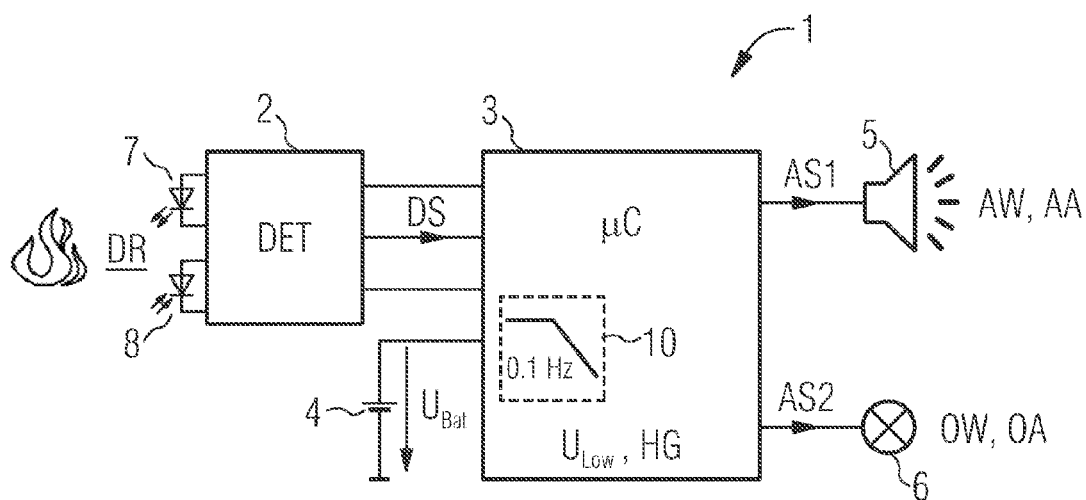 1
2
3
7
5
AS1
DS
µC
AW, AA
DET
DR
8
10
0.1 Hz
4
U_Bat
AS2
OW, OA
U_Low , HG
6